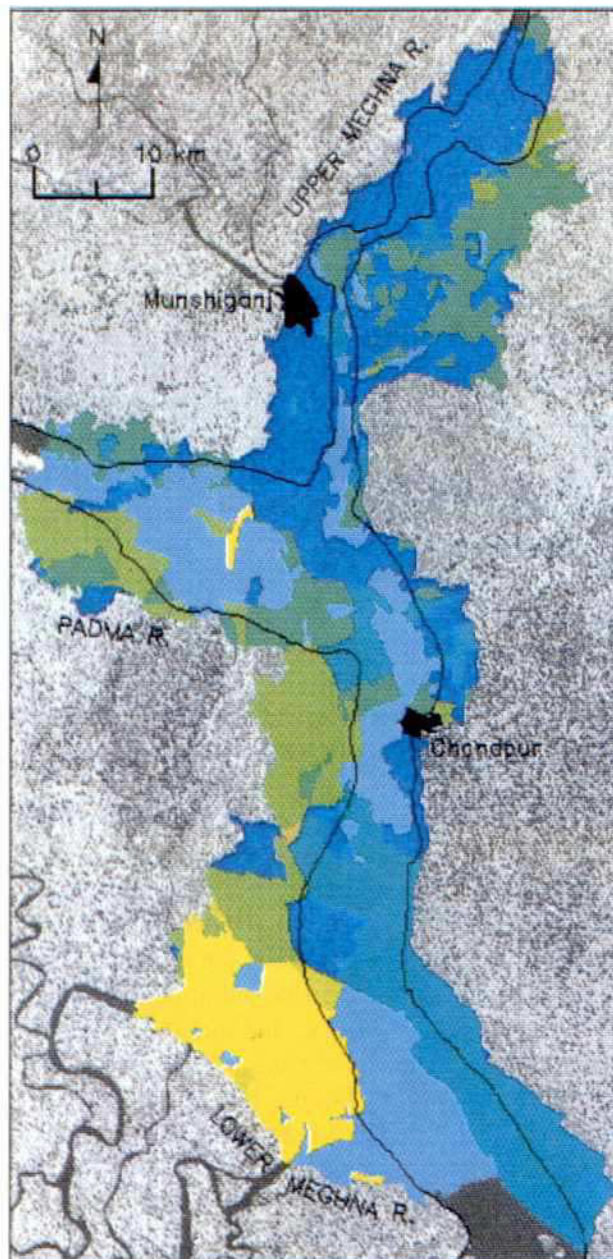 N
0 10 km
UPPER MEGHNA R.
Munshiganj
PADMA R.
Chandpur
LOWER MEGHNA R.